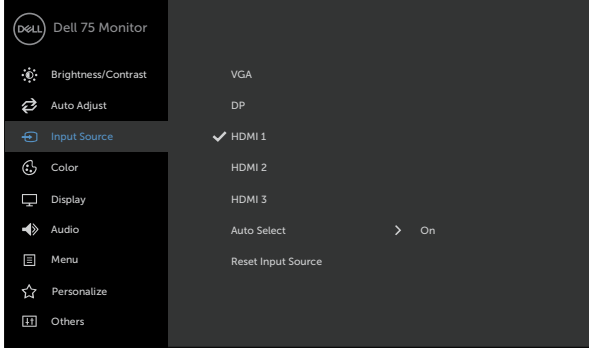 DELL Dell 75 Monitor
Brightness/Contrast
Auto Adjust
Input Source
Color
Display
Audio
Menu
Personalize
Others
VGA
DP
HDMI 1
HDMI 2
HDMI 3
Auto Select > On
Reset Input Source